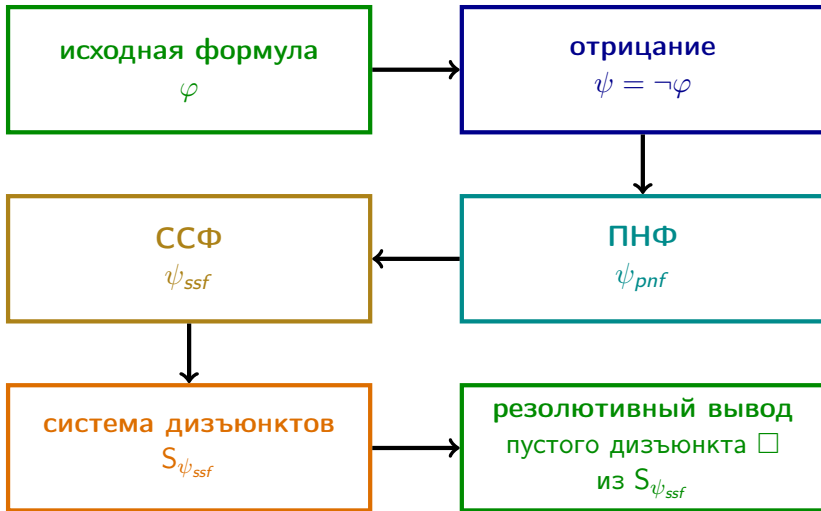 исходная формула
φ
отрицание
ψ = ¬φ
ПНФ
ψ_pnf
ССФ
ψ_ssf
система дизъюнктов
S_ψ_ssf
резолютивный вывод
пустого дизъюнкта □
из S_ψ_ssf